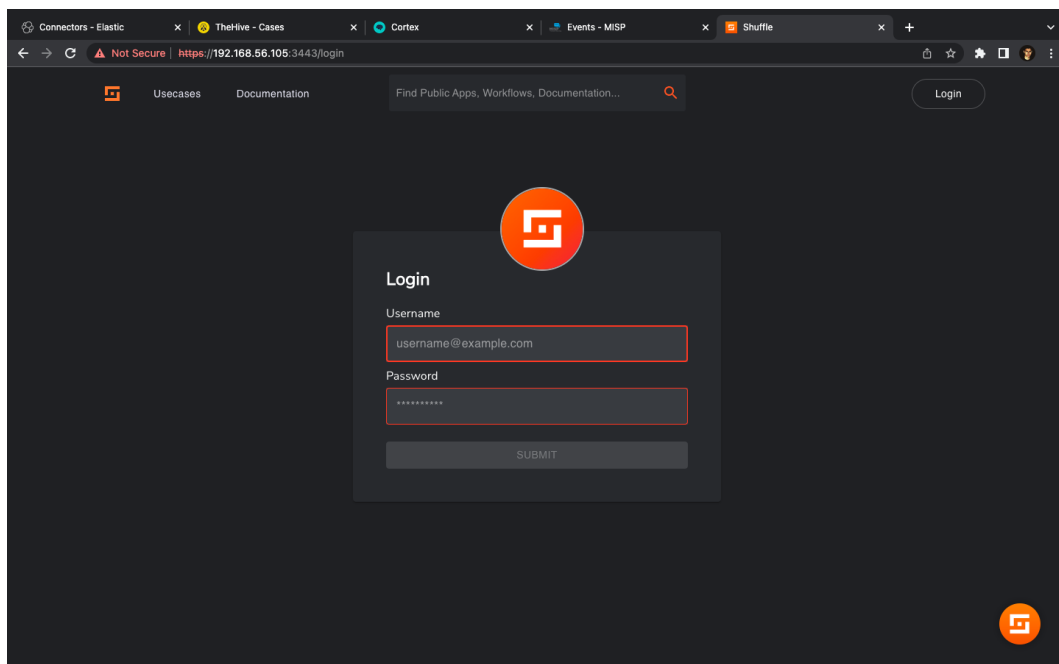 Connectors - Elastic
TheHive - Cases
Cortex
Events - MISP
Shuffle
Not Secure | https://192.168.56.105:3443/login
Usecases
Documentation
Find Public Apps, Workflows, Documentation...
Login
Login
Username
username@example.com
Password
**********
SUBMIT